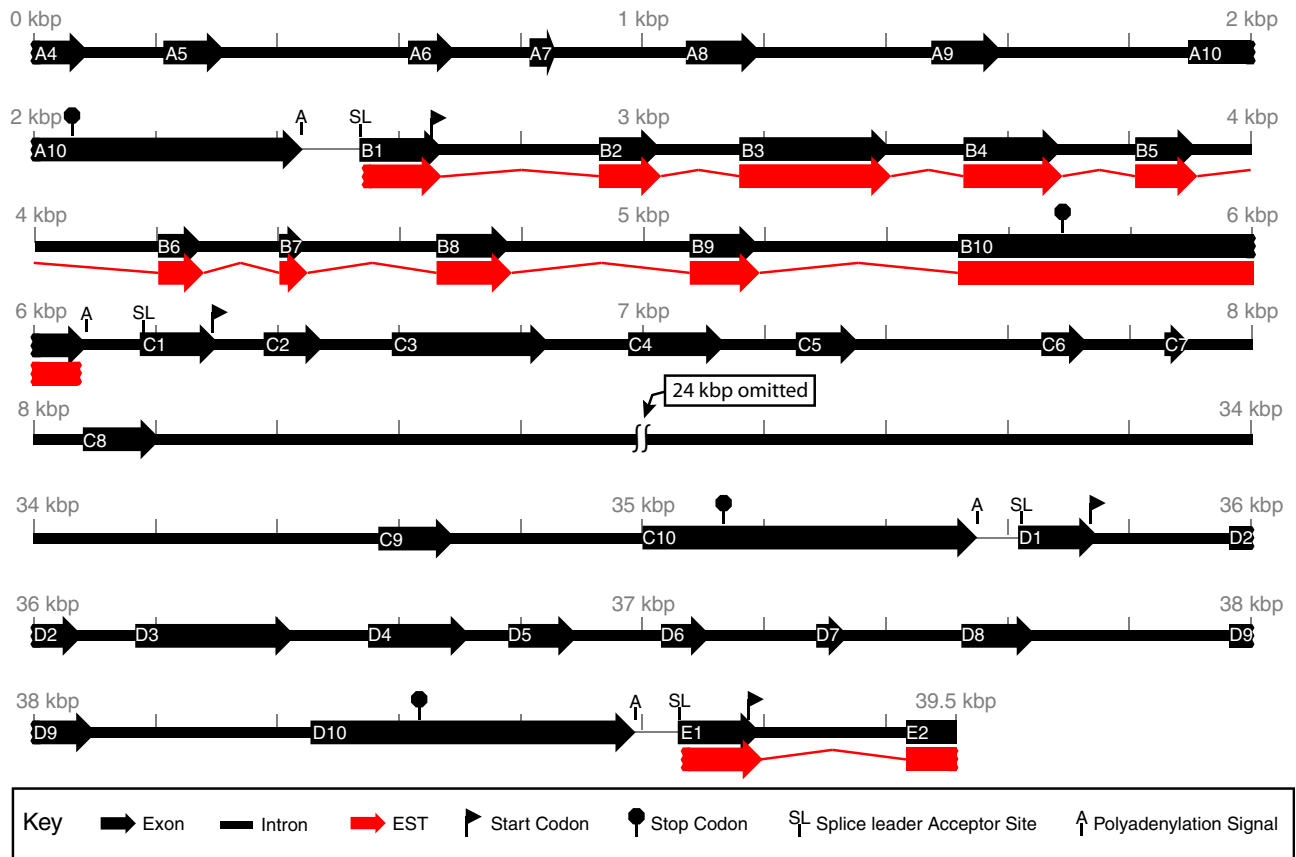 0 kbp 1 kbp 2 kbp
A4 A5 A6 A7 A8 A9 A10
2 kbp A SL 3 kbp 4 kbp
A10 B1 B2 B3 B4 B5
4 kbp 5 kbp 6 kbp
B6 B7 B8 B9 B10
6 kbp A SL 7 kbp 8 kbp
C1 C2 C3 C4 C5 C6 C7
24 kbp omitted
8 kbp 34 kbp
C8
34 kbp 35 kbp A SL 36 kbp
C9 C10 D1 D2
36 kbp 37 kbp 38 kbp
D2 D3 D4 D5 D6 D7 D8 D9
38 kbp A SL 39.5 kbp
D9 D10 E1 E2
Key Exon Intron EST Start Codon Stop Codon SL Splice leader Acceptor Site A Polyadenylation Signal